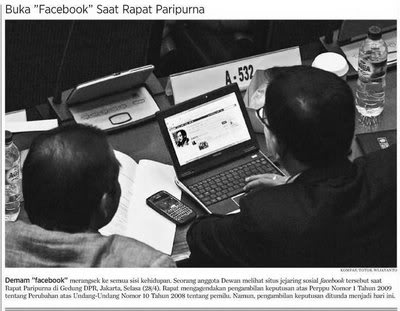 Buka "Facebook" Saat Rapat Paripurna
A - 532
KOMPAS/TOTOK WIJAYANTO
Demam "facebook" merangsek ke semua sisi kehidupan. Seorang anggota Dewan melihat situs jejaring sosial facebook tersebut saat
Rapat Paripurna di Gedung DPR, Jakarta, Selasa (28/4). Rapat mengagendakan pengambilan keputusan atas Perppu Nomor 1 Tahun 2009
tentang Perubahan atas Undang-Undang Nomor 10 Tahun 2008 tentang pemilu. Namun, pengambilan keputusan ditunda menjadi hari ini.